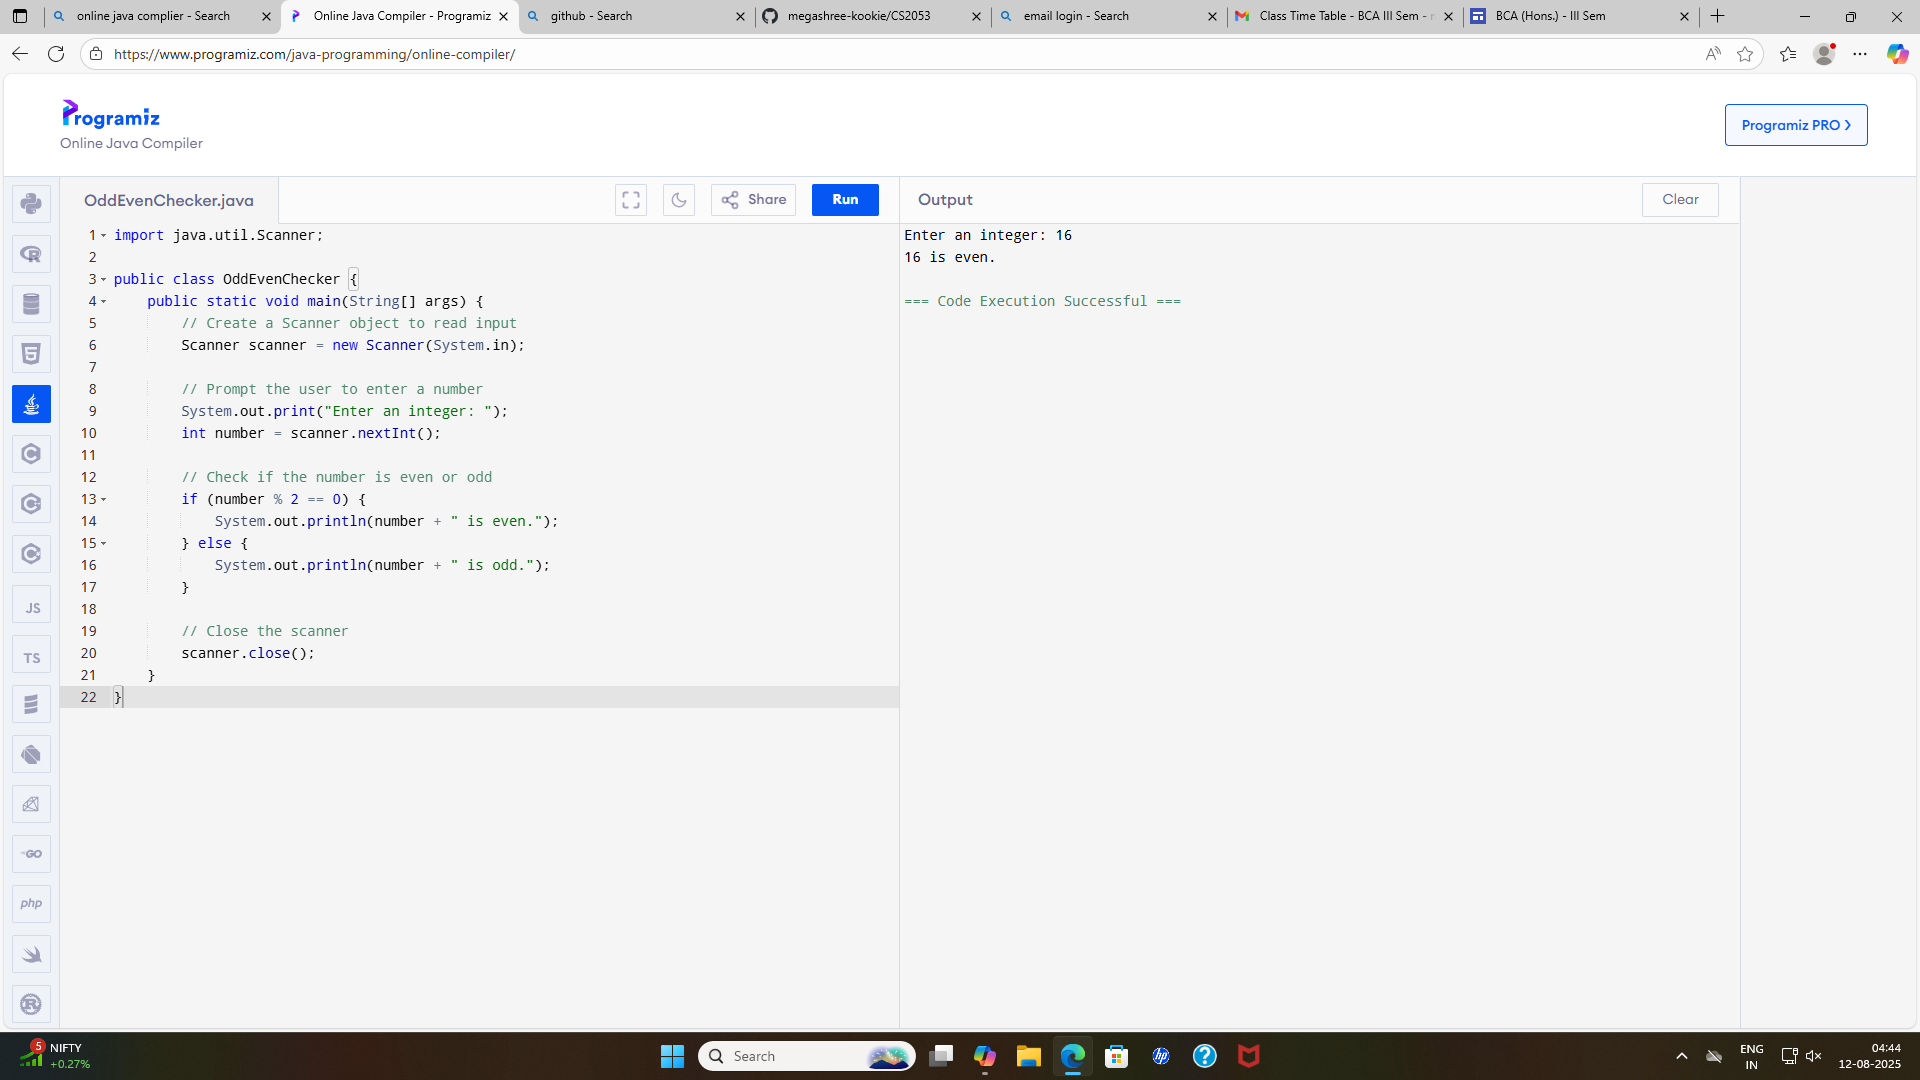 online java complier - Search
Online Java Compiler - Programiz
github - Search
megashree-kookie/CS2053
email login - Search
Class Time Table - BCA III Sem -
BCA (Hons.) - III Sem
https://www.programiz.com/java-programming/online-compiler/
Programiz
Online Java Compiler
Programiz PRO >
OddEvenChecker.java
Share
Run
Output
Clear
1 import java.util.Scanner;
2
3 public class OddEvenChecker {
4     public static void main(String[] args) {
5         // Create a Scanner object to read input
6         Scanner scanner = new Scanner(System.in);
7
8         // Prompt the user to enter a number
9         System.out.print("Enter an integer: ");
10         int number = scanner.nextInt();
11
12         // Check if the number is even or odd
13         if (number % 2 == 0) {
14             System.out.println(number + " is even.");
15         } else {
16             System.out.println(number + " is odd.");
17         }
18
19         // Close the scanner
20         scanner.close();
21     }
22 }
Enter an integer: 16
16 is even.
=== Code Execution Successful ===
JS
TS
GO
php
5
NIFTY
+0.27%
Search
hp
ENG
IN
04:44
12-08-2025